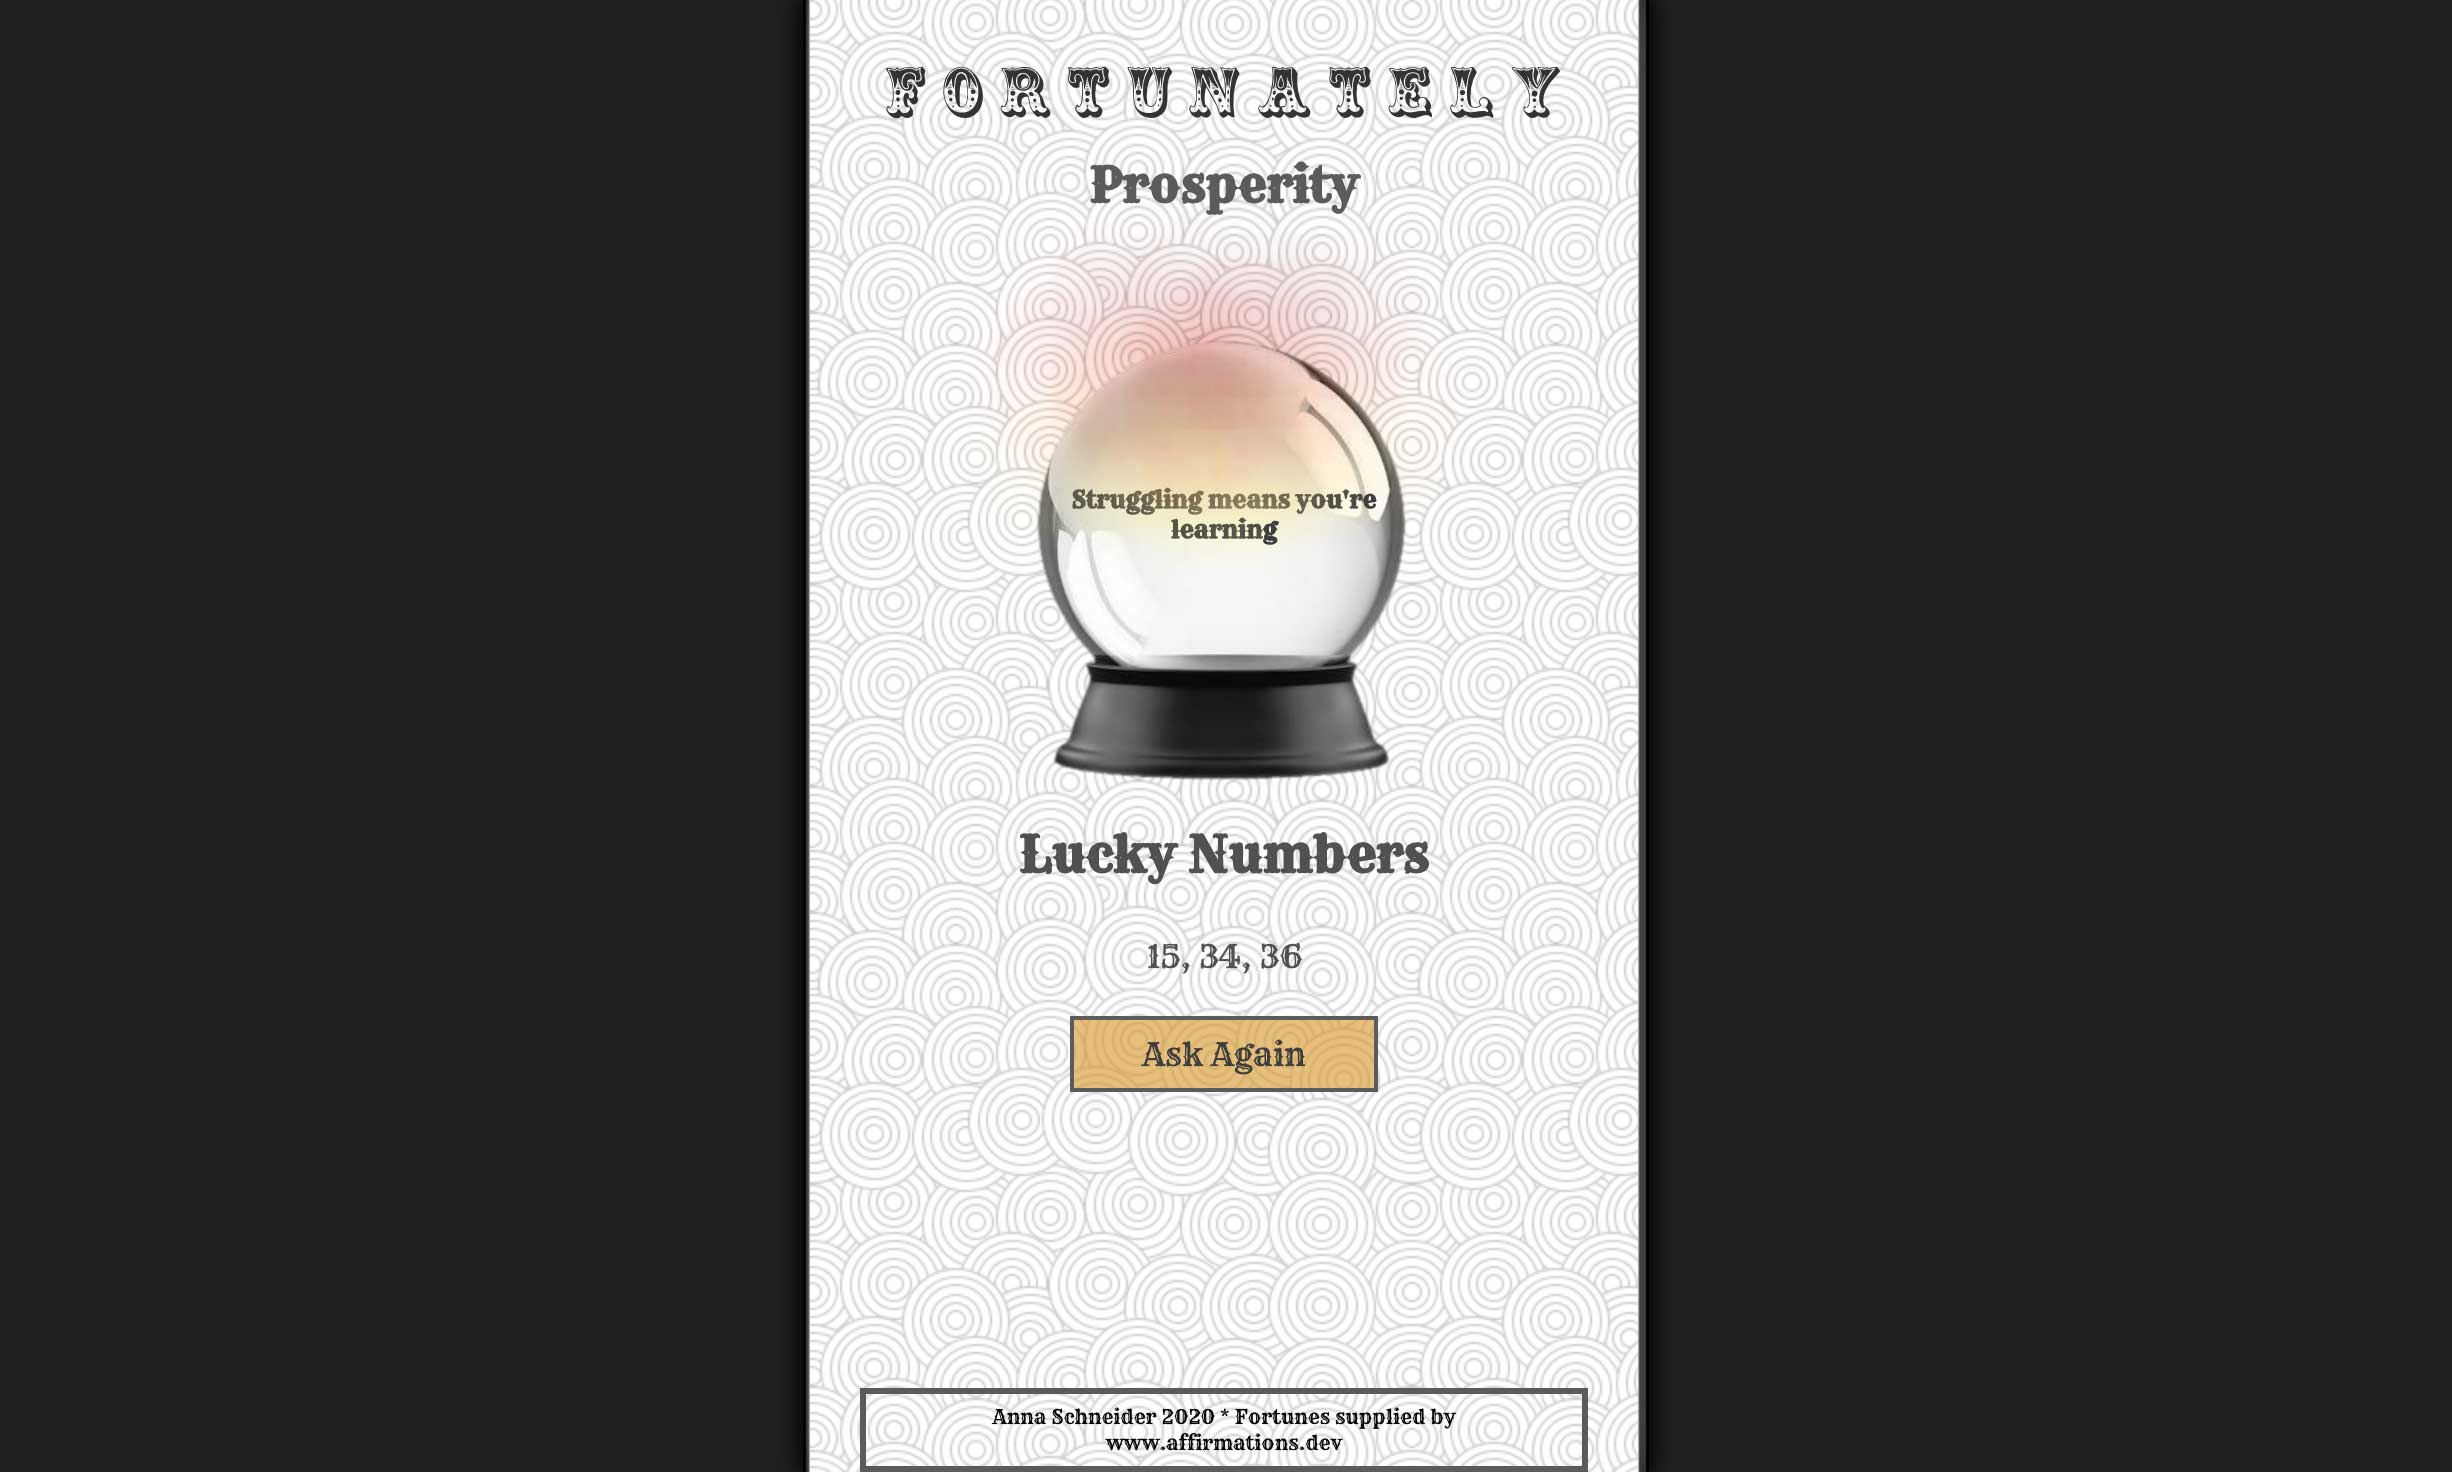 FORTUNATELY
Prosperity
Struggling means you're
learning
Lucky Numbers
15, 34, 36
Ask Again
Anna Schneider 2020 * Fortunes supplied by
www.affirmations.dev